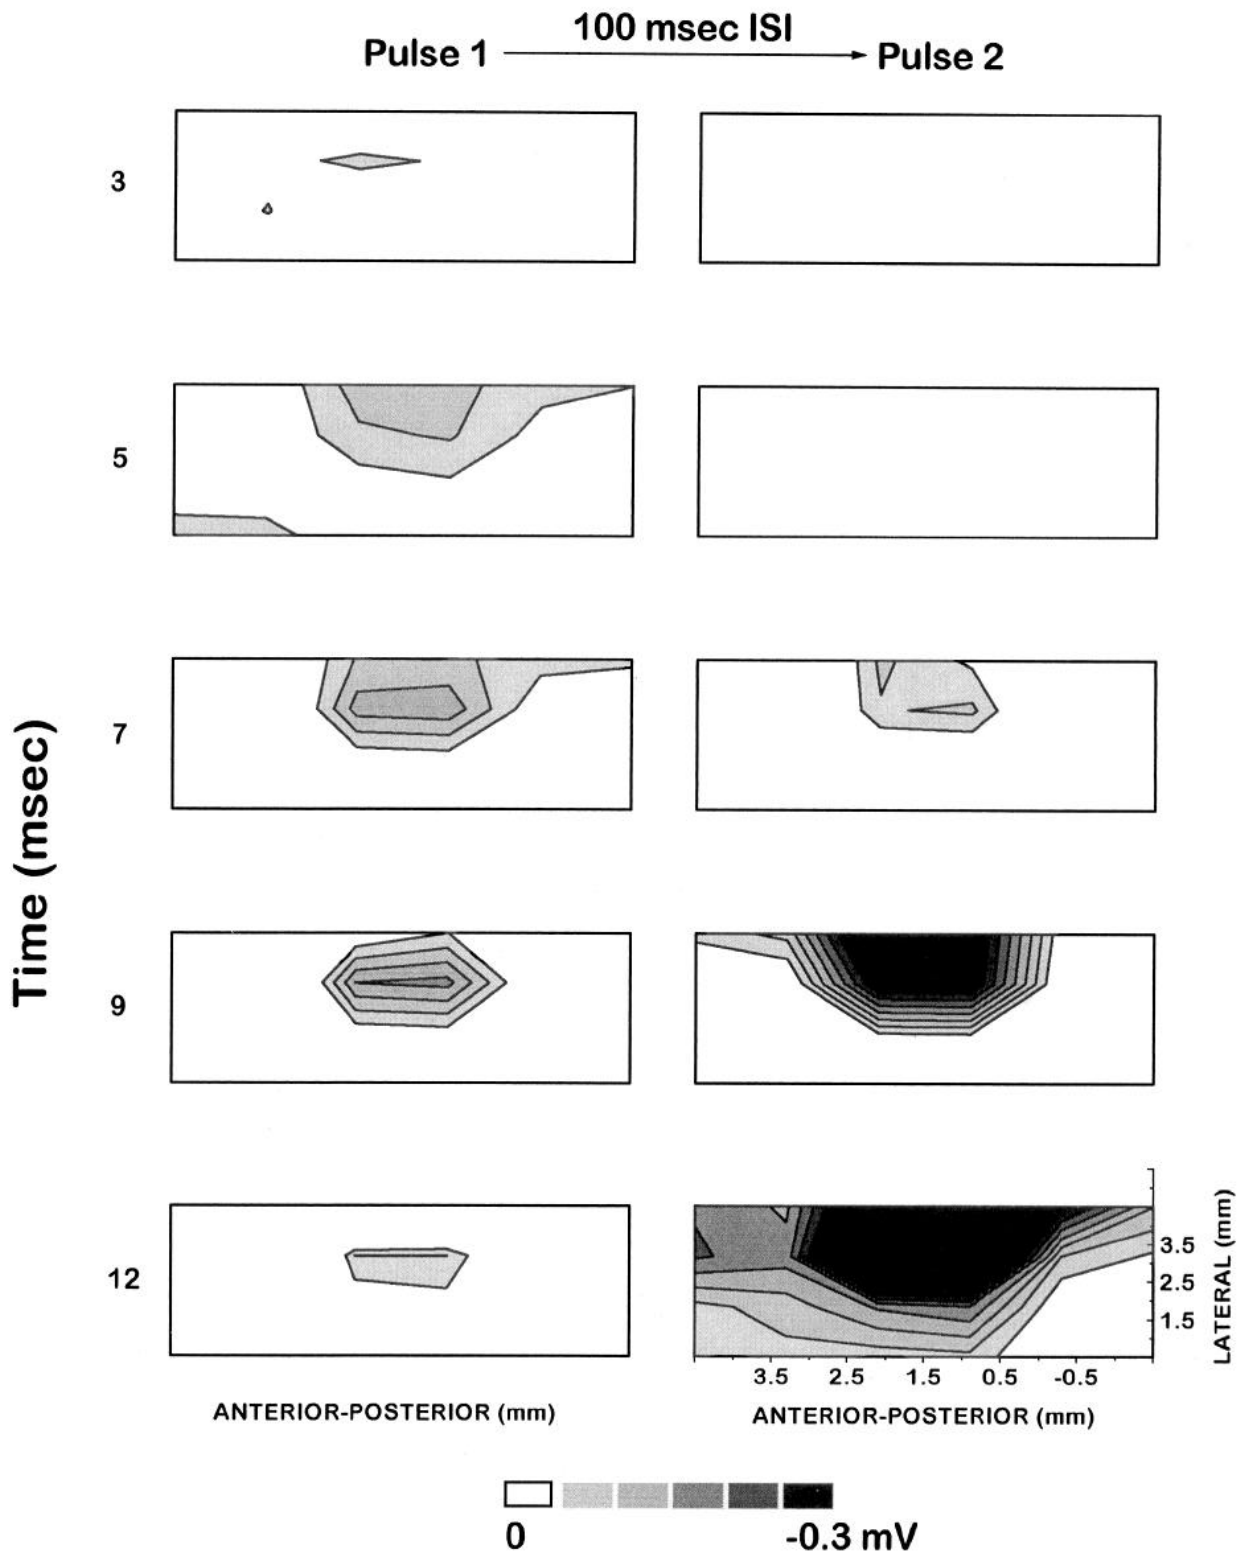 100 msec ISI
Pulse 1
Pulse 2
3
5
7
9
12
Time (msec)
3.5
2.5
1.5
LATERAL (mm)
3.5 2.5 1.5 0.5 -0.5
ANTERIOR-POSTERIOR (mm)
ANTERIOR-POSTERIOR (mm)
0
-0.3 mV